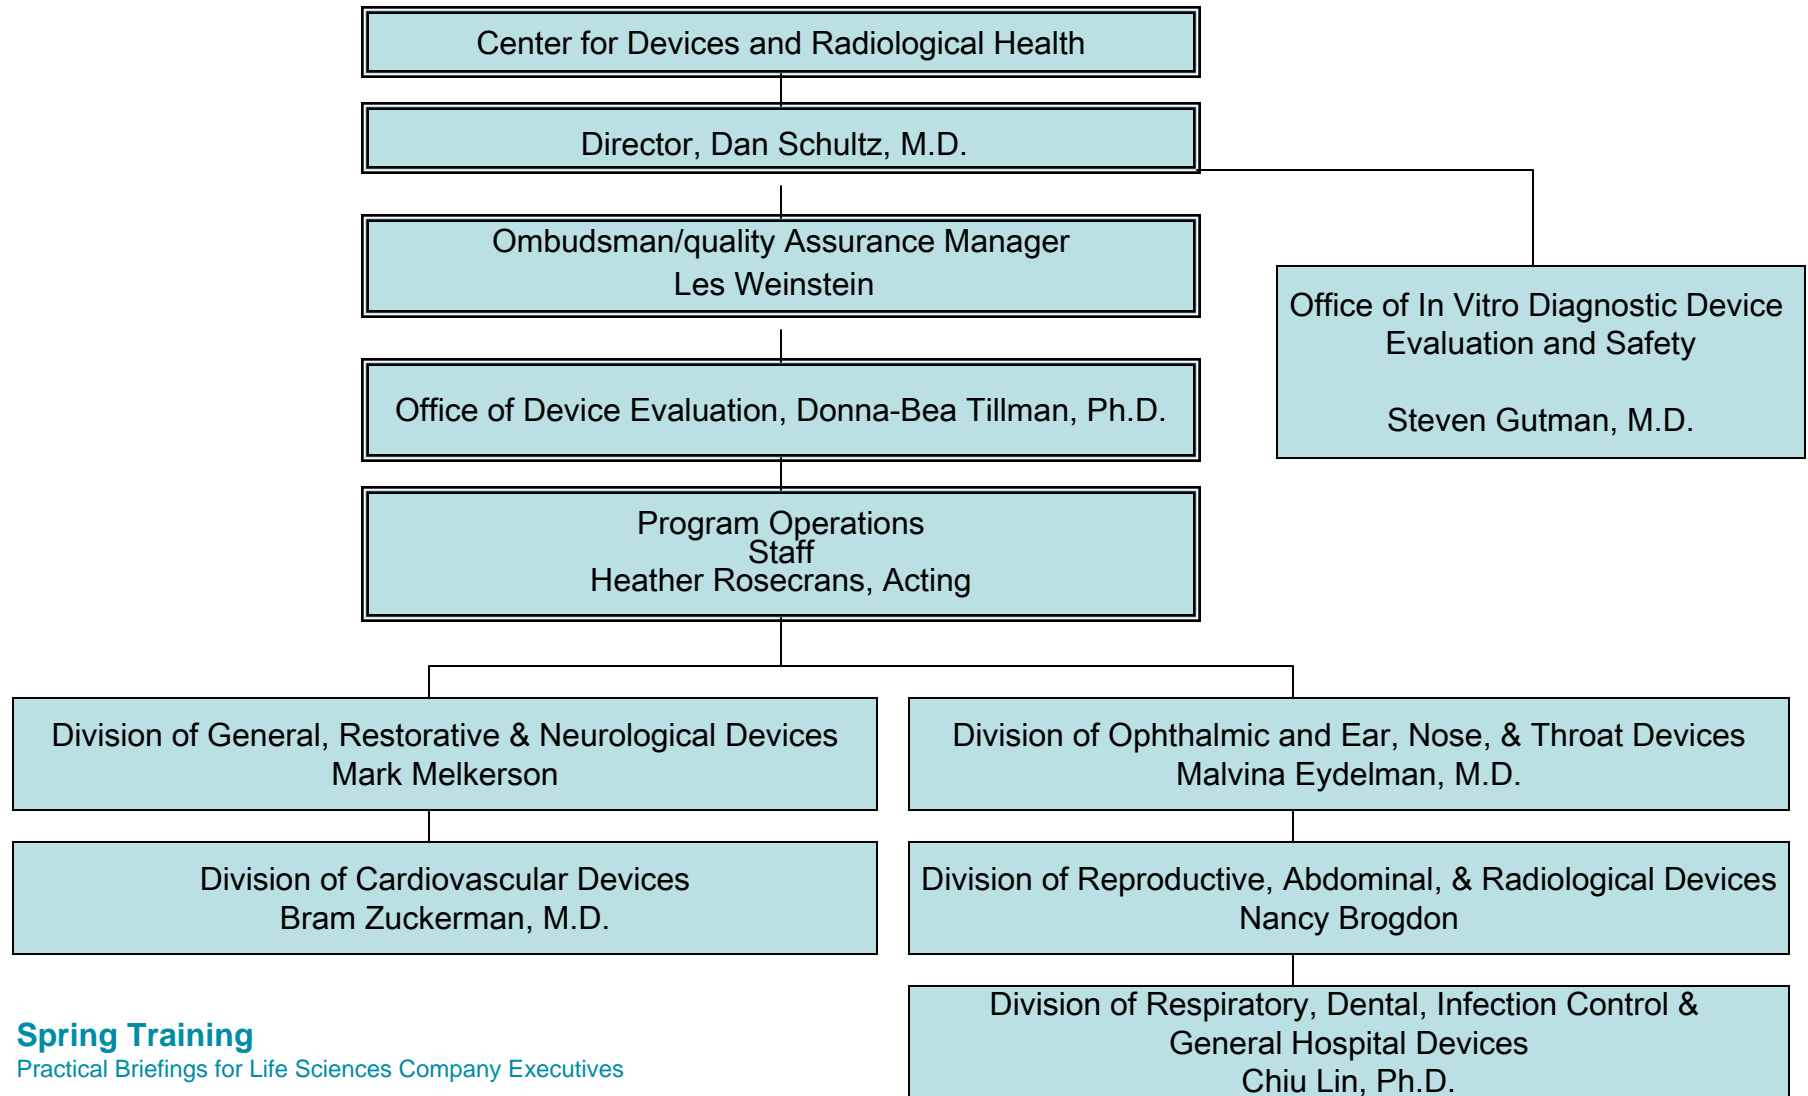 Center for Devices and Radiological Health
Director, Dan Schultz, M.D.
Ombudsman/quality Assurance Manager
Les Weinstein
Office of In Vitro Diagnostic Device
Evaluation and Safety
Steven Gutman, M.D.
Office of Device Evaluation, Donna-Bea Tillman, Ph.D.
Program Operations
Staff
Heather Rosecrans, Acting
Division of General, Restorative & Neurological Devices
Mark Melkerson
Division of Cardiovascular Devices
Bram Zuckerman, M.D.
Division of Ophthalmic and Ear, Nose, & Throat Devices
Malvina Eydelman, M.D.
Division of Reproductive, Abdominal, & Radiological Devices
Nancy Brogdon
Division of Respiratory, Dental, Infection Control &
General Hospital Devices
Chiu Lin, Ph.D.
Spring Training
Practical Briefings for Life Sciences Company Executives